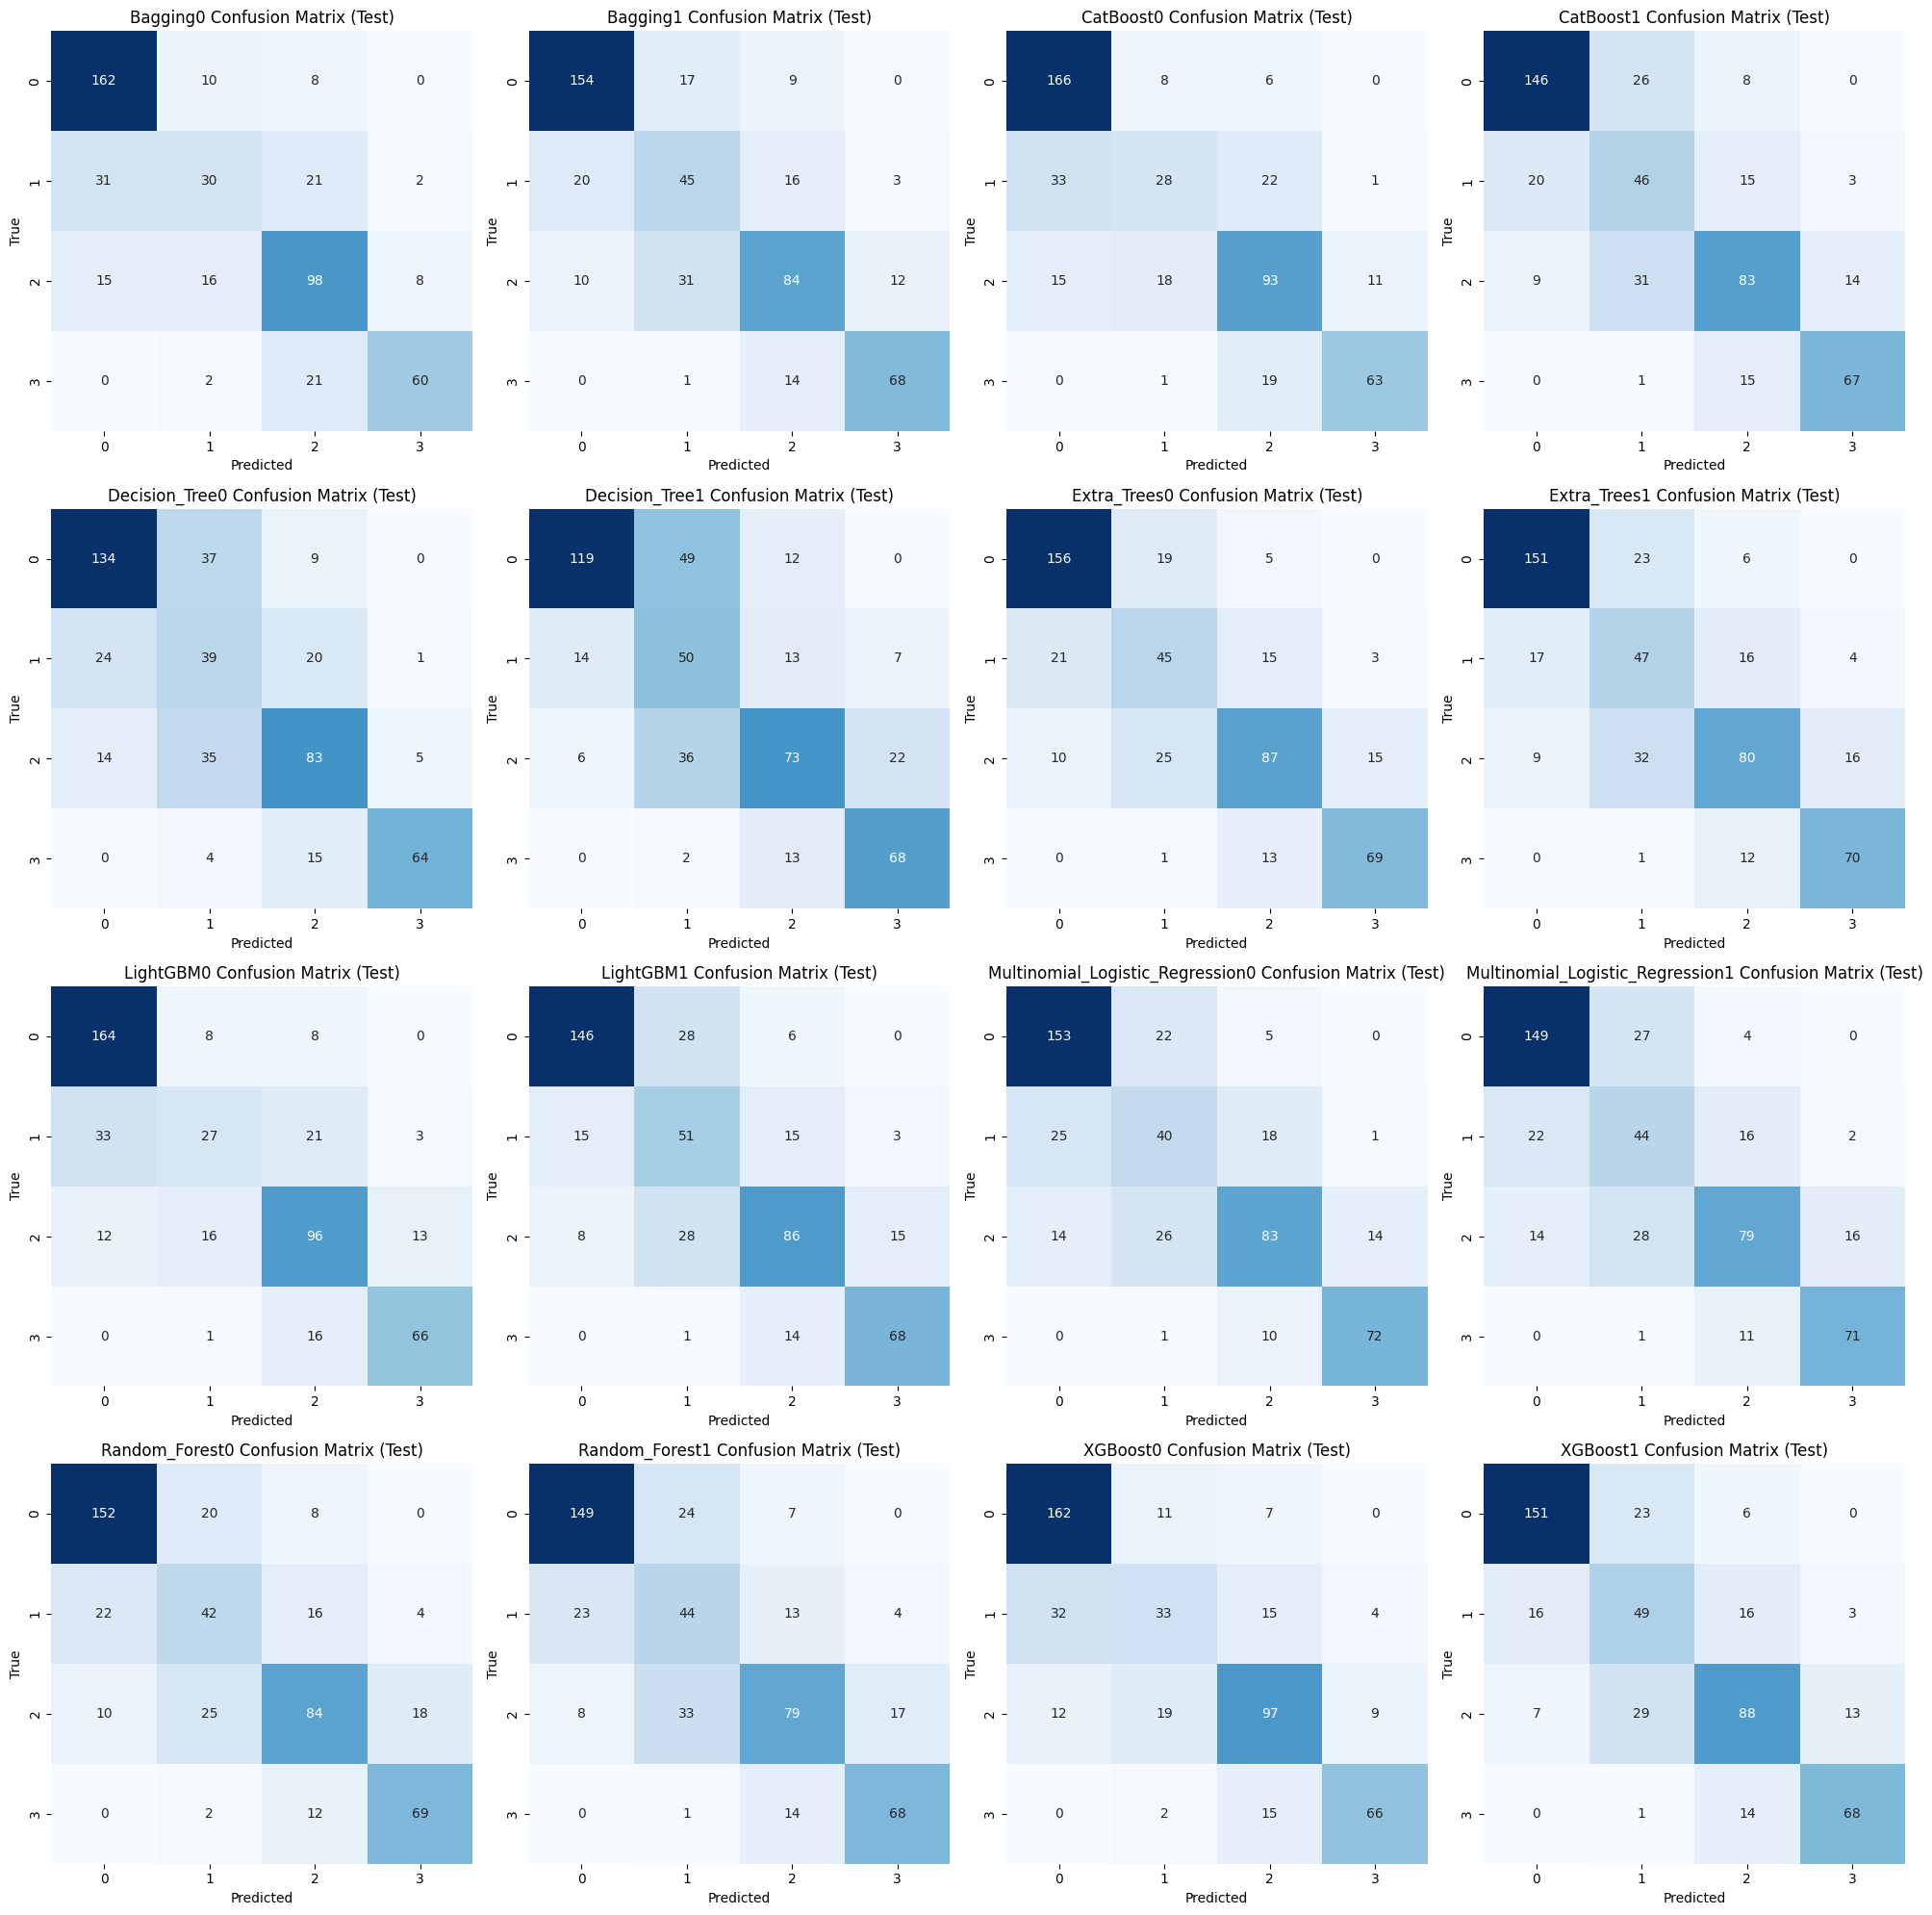 Bagging0 Confusion Matrix (Test)
0 162 10 8 0
1 31 30 21 2
2 15 16 98 8
3 0 2 21 60
0 1 2 3
True
Predicted
Bagging1 Confusion Matrix (Test)
0 154 17 9 0
1 20 45 16 3
2 10 31 84 12
3 0 1 14 68
0 1 2 3
True
Predicted
CatBoost0 Confusion Matrix (Test)
0 166 8 6 0
1 33 28 22 1
2 15 18 93 11
3 0 1 19 63
0 1 2 3
True
Predicted
CatBoost1 Confusion Matrix (Test)
0 146 26 8 0
1 20 46 15 3
2 9 31 83 14
3 0 1 15 67
0 1 2 3
True
Predicted
Decision_Tree0 Confusion Matrix (Test)
0 134 37 9 0
1 24 39 20 1
2 14 35 83 5
3 0 4 15 64
0 1 2 3
True
Predicted
Decision_Tree1 Confusion Matrix (Test)
0 119 49 12 0
1 14 50 13 7
2 6 36 73 22
3 0 2 13 68
0 1 2 3
True
Predicted
Extra_Trees0 Confusion Matrix (Test)
0 156 19 5 0
1 21 45 15 3
2 10 25 87 15
3 0 1 13 69
0 1 2 3
True
Predicted
Extra_Trees1 Confusion Matrix (Test)
0 151 23 6 0
1 17 47 16 4
2 9 32 80 16
3 0 1 12 70
0 1 2 3
True
Predicted
LightGBM0 Confusion Matrix (Test)
0 164 8 8 0
1 33 27 21 3
2 12 16 96 13
3 0 1 16 66
0 1 2 3
True
Predicted
LightGBM1 Confusion Matrix (Test)
0 146 28 6 0
1 15 51 15 3
2 8 28 86 15
3 0 1 14 68
0 1 2 3
True
Predicted
Multinomial_Logistic_Regression0 Confusion Matrix (Test)
0 153 22 5 0
1 25 40 18 1
2 14 26 83 14
3 0 1 10 72
0 1 2 3
True
Predicted
Multinomial_Logistic_Regression1 Confusion Matrix (Test)
0 149 27 4 0
1 22 44 16 2
2 14 28 79 16
3 0 1 11 71
0 1 2 3
True
Predicted
Random_Forest0 Confusion Matrix (Test)
0 152 20 8 0
1 22 42 16 4
2 10 25 84 18
3 0 2 12 69
0 1 2 3
True
Predicted
Random_Forest1 Confusion Matrix (Test)
0 149 24 7 0
1 23 44 13 4
2 8 33 79 17
3 0 1 14 68
0 1 2 3
True
Predicted
XGBoost0 Confusion Matrix (Test)
0 162 11 7 0
1 32 33 15 4
2 12 19 97 9
3 0 2 15 66
0 1 2 3
True
Predicted
XGBoost1 Confusion Matrix (Test)
0 151 23 6 0
1 16 49 16 3
2 7 29 88 13
3 0 1 14 68
0 1 2 3
True
Predicted